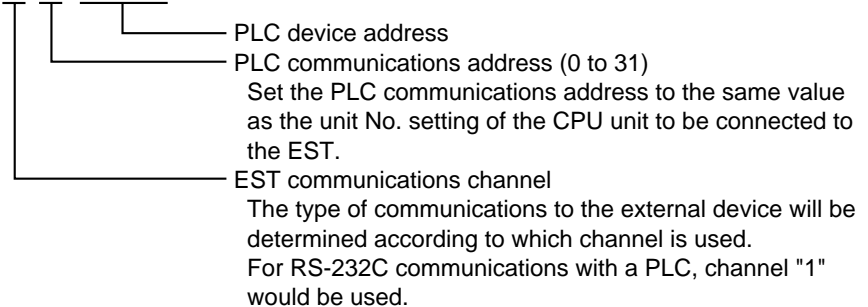 PLC device address
PLC communications address (0 to 31)
Set the PLC communications address to the same value
as the unit No. setting of the CPU unit to be connected to
the EST.
EST communications channel
The type of communications to the external device will be
determined according to which channel is used.
For RS-232C communications with a PLC, channel "1"
would be used.